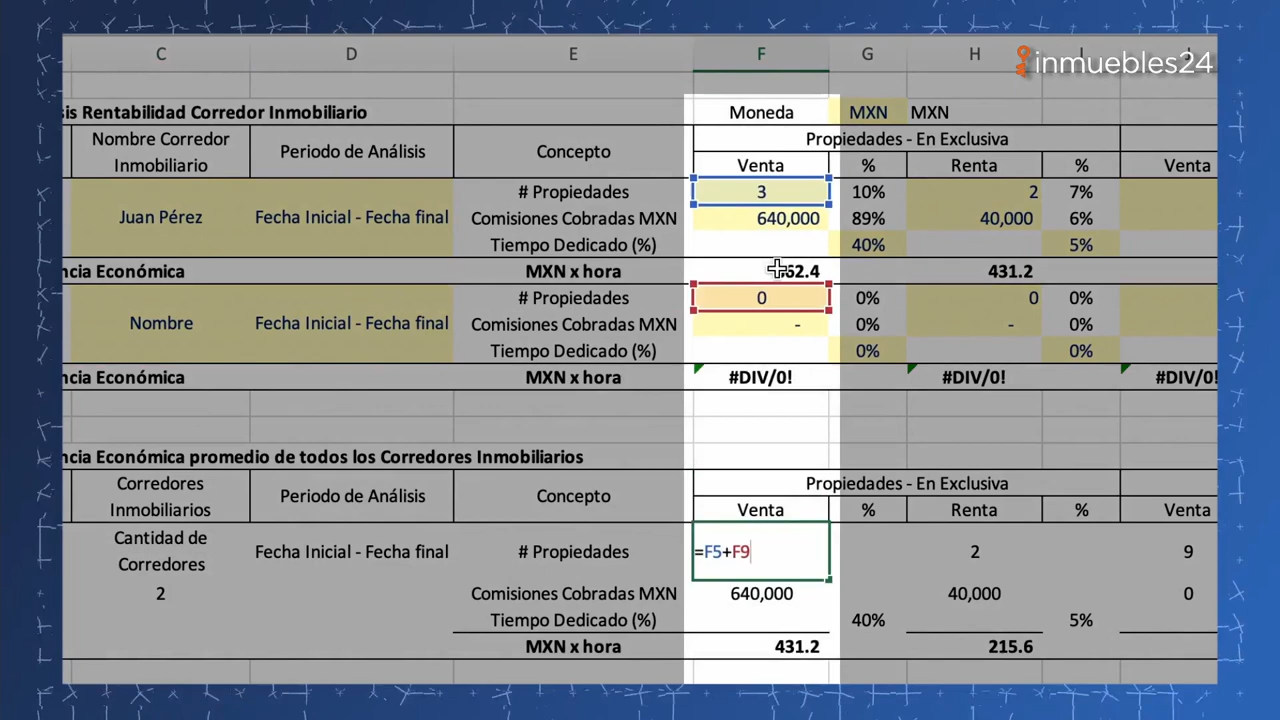 C D E F G H I J
inmuebles24
sis Rentabilidad Corredor Inmobiliario Moneda MXN MXN
Nombre Corredor Inmobiliario Periodo de Análisis Concepto Propiedades - En Exclusiva
Venta % Renta % Venta
# Propiedades 3 10% 2 7%
Juan Pérez Fecha Inicial - Fecha final Comisiones Cobradas MXN 640,000 89% 40,000 6%
Tiempo Dedicado (%) 40% 5%
ncia Económica MXN x hora 62.4 431.2
# Propiedades 0 0% 0 0%
Nombre Fecha Inicial - Fecha final Comisiones Cobradas MXN - 0% - 0%
Tiempo Dedicado (%) 0% 0%
ncia Económica MXN x hora #DIV/0! #DIV/0! #DIV/0!
ncia Económica promedio de todos los Corredores Inmobiliarios
Corredores Inmobiliarios Periodo de Análisis Concepto Propiedades - En Exclusiva
Venta % Renta % Venta
Cantidad de Corredores Fecha Inicial - Fecha final # Propiedades =F5+F9 2 9
2 Comisiones Cobradas MXN 640,000 40,000 0
Tiempo Dedicado (%) 40% 5%
MXN x hora 431.2 215.6